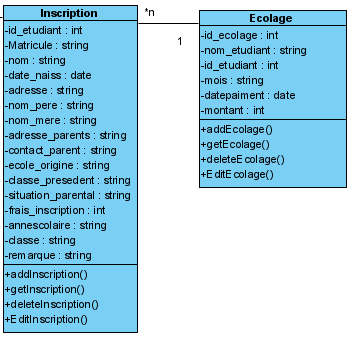 Inscription
-id_etudiant : int
-Matricule : string
-nom : string
-date_naiss : date
-adresse : string
-nom_pere : string
-nom_mere : string
-adresse_parents : string
-contact_parent : string
-ecole_origine : string
-classe_presedent : string
-situation_parental : string
-frais_inscription : int
-annescolaire : string
-classe : string
-remarque : string
+addInscription()
+getInscription()
+deleteInscription()
+EditInscription()
*n
1
Ecolage
-id_ecolage : int
-nom_etudiant : string
-id_etudiant : int
-mois : string
-datepaiment : date
-montant : int
+addEcolage()
+getEcolage()
+deleteEcolage()
+EditEcolage()